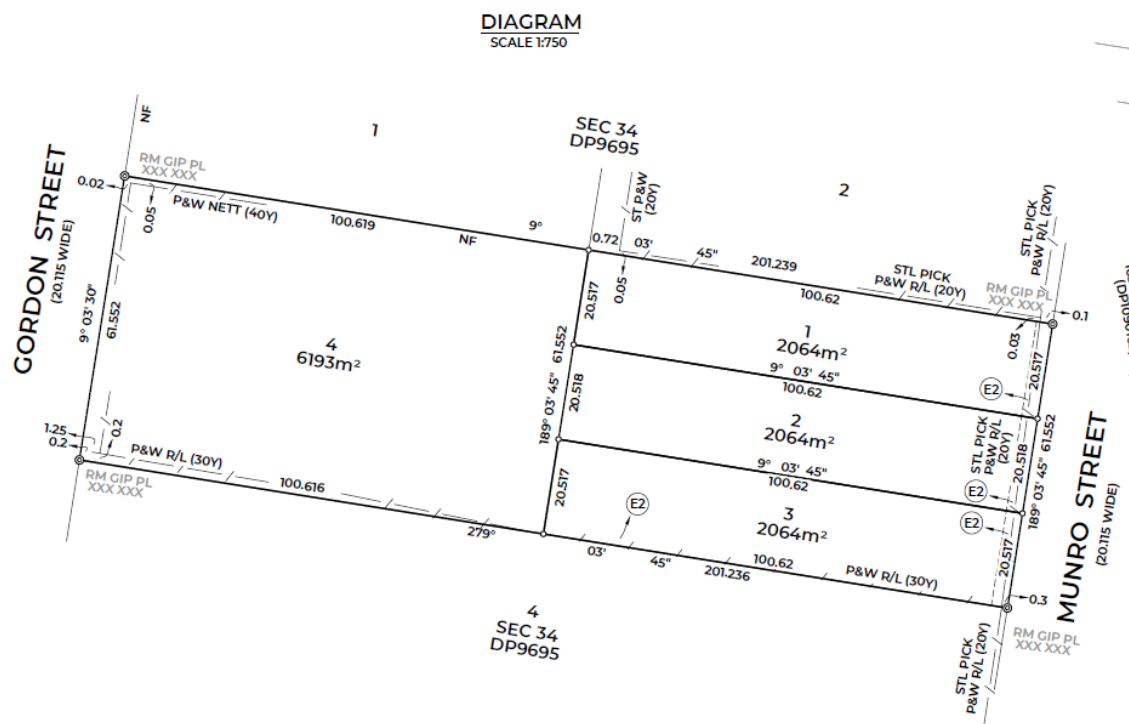 DIAGRAM
SCALE 1:750
NF
1
SEC 34
DP9695
GORDON STREET
(20.115 WIDE)
RM GIP PL
XXX XXX
0.02
0.05
P&W NETT (40Y)
100.619
NF
9°
0.72
03'
45"
201.239
ST P&W
(20Y)
2
STL PICK
P&W R/L (20Y)
0.05
STL PICK
P&W R/L (20Y)
100.62
RM GIP PL
XXX XXX
0.1
0.03
9° 03' 30"
61.552
4
6193m²
20.517
61.552
20.518
189° 03' 45"
20.517
1
2064m²
9° 03' 45"
100.62
20.517
E2
2
2064m²
9° 03' 45"
100.62
STL PICK
P&W R/L
(20Y)
20.518
61.552
189° 03' 45"
E2
E2
MUNRO STREET
(20.115 WIDE)
3
2064m²
E2
20.517
1.25
0.2
0.2
P&W R/L (30Y)
RM GIP PL
XXX XXX
100.616
279°
03'
45"
100.62
201.236
P&W R/L (30Y)
0.3
RM GIP PL
XXX XXX
STL PICK
P&W R/L (20Y)
4
SEC 34
DP9695